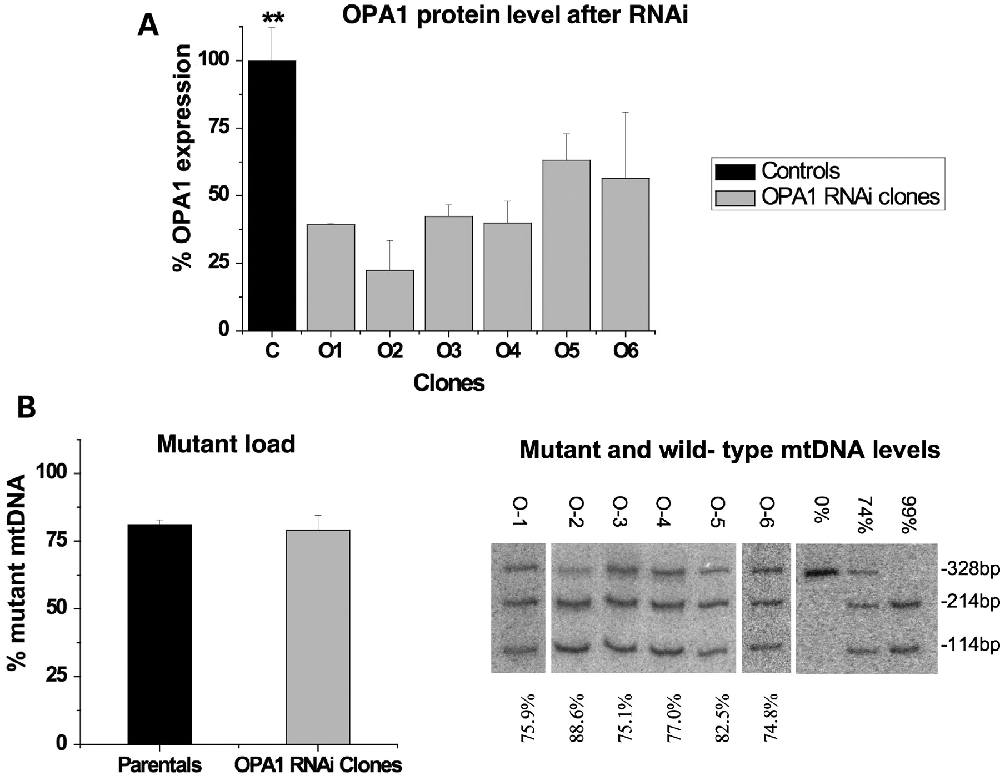 A
OPA1 protein level after RNAi
**
% OPA1 expression
100
75
50
25
0
C O1 O2 O3 O4 O5 O6
Clones
Controls
OPA1 RNAi clones
B
Mutant load
% mutant mtDNA
100
75
50
25
0
Parentals OPA1 RNAi Clones
Mutant and wild- type mtDNA levels
O-1 O-2 O-3 O-4 O-5 O-6 0% 74% 99%
-328bp
-214bp
-114bp
75.9% 88.6% 75.1% 77.0% 82.5% 74.8%